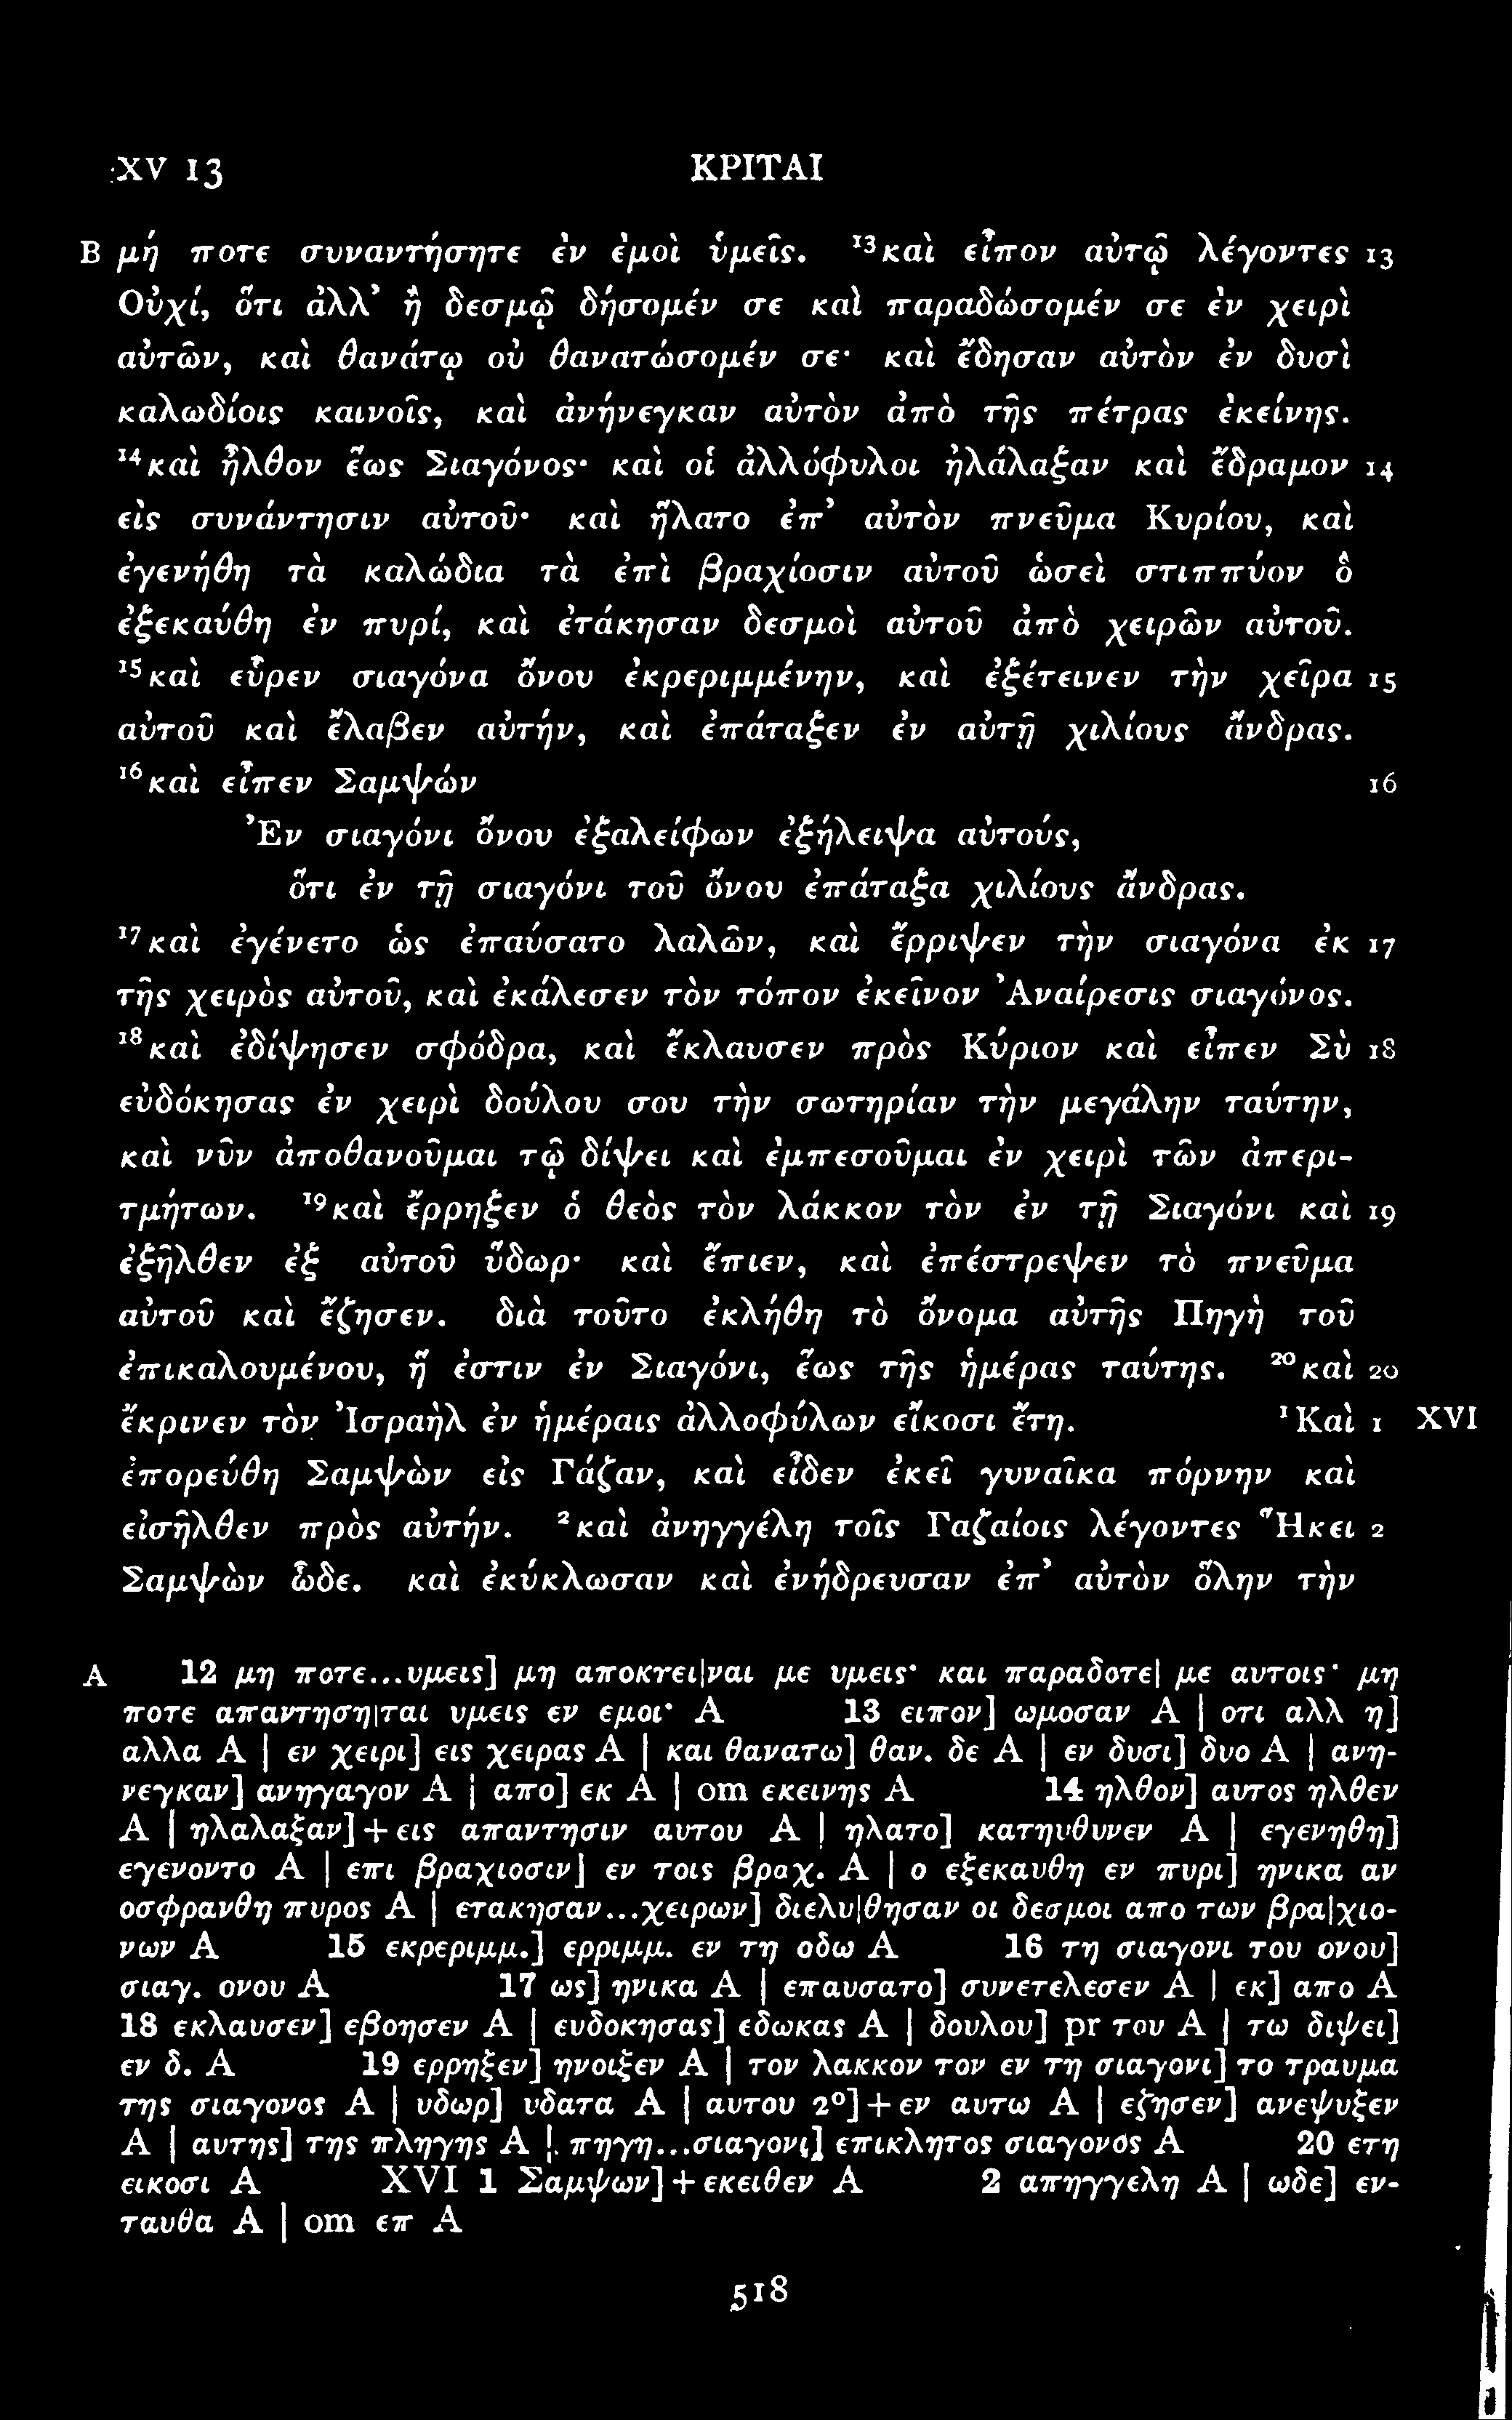 XV 13 ΚΡΙΤΑΙ
B μή ποτε συναντήσητε ἐν ἐμοὶ ὑμεῖς. ¹³καὶ εἶπον αὐτῷ λέγοντες 13
Οὐχί, ὅτι ἀλλ’ ἢ δεσμῷ δήσομέν σε καὶ παραδώσομέν σε ἐν χειρὶ
αὐτῶν, καὶ θανάτῳ οὐ θανατώσομέν σε· καὶ ἔδησαν αὐτὸν ἐν δυσὶ
καλωδίοις καινοῖς, καὶ ἀνήνεγκαν αὐτὸν ἀπὸ τῆς πέτρας ἐκείνης.
¹⁴καὶ ἦλθον ἕως Σιαγόνος· καὶ οἱ ἀλλόφυλοι ἠλάλαξαν καὶ ἔδραμον 14
εἰς συνάντησιν αὐτοῦ· καὶ ἥλατο ἐπ’ αὐτὸν πνεῦμα Κυρίου, καὶ
ἐγενήθη τὰ καλώδια τὰ ἐπὶ βραχίοσιν αὐτοῦ ὡσεὶ στιππύον ὃ
ἐξεκαύθη ἐν πυρί, καὶ ἐτάκησαν δεσμοὶ αὐτοῦ ἀπὸ χειρῶν αὐτοῦ.
¹⁵καὶ εὗρεν σιαγόνα ὄνου ἐκρεριμμένην, καὶ ἐξέτεινεν τὴν χεῖρα 15
αὐτοῦ καὶ ἔλαβεν αὐτήν, καὶ ἐπάταξεν ἐν αὐτῇ χιλίους ἄνδρας.
¹⁶καὶ εἶπεν Σαμψών 16
Ἐν σιαγόνι ὄνου ἐξαλείφων ἐξήλειψα αὐτούς,
ὅτι ἐν τῇ σιαγόνι τοῦ ὄνου ἐπάταξα χιλίους ἄνδρας.
¹⁷καὶ ἐγένετο ὡς ἐπαύσατο λαλῶν, καὶ ἔρριψεν τὴν σιαγόνα ἐκ 17
τῆς χειρὸς αὐτοῦ, καὶ ἐκάλεσεν τὸν τόπον ἐκεῖνον Ἀναίρεσις σιαγόνος.
¹⁸καὶ ἐδίψησεν σφόδρα, καὶ ἔκλαυσεν πρὸς Κύριον καὶ εἶπεν Σὺ 18
εὐδόκησας ἐν χειρὶ δούλου σου τὴν σωτηρίαν τὴν μεγάλην ταύτην,
καὶ νῦν ἀποθανοῦμαι τῷ δίψει καὶ ἐμπεσοῦμαι ἐν χειρὶ τῶν ἀπερι-
τμήτων. ¹⁹καὶ ἔρρηξεν ὁ θεὸς τὸν λάκκον τὸν ἐν τῇ Σιαγόνι καὶ 19
ἐξῆλθεν ἐξ αὐτοῦ ὕδωρ· καὶ ἔπιεν, καὶ ἐπέστρεψεν τὸ πνεῦμα
αὐτοῦ καὶ ἔζησεν. διὰ τοῦτο ἐκλήθη τὸ ὄνομα αὐτῆς Πηγὴ τοῦ
ἐπικαλουμένου, ἥ ἐστιν ἐν Σιαγόνι, ἕως τῆς ἡμέρας ταύτης. ²⁰καὶ 20
ἔκρινεν τὸν Ἰσραὴλ ἐν ἡμέραις ἀλλοφύλων εἴκοσι ἔτη. ¹Καὶ 1 XVI
ἐπορεύθη Σαμψὼν εἰς Γάζαν, καὶ εἶδεν ἐκεῖ γυναῖκα πόρνην καὶ
εἰσῆλθεν πρὸς αὐτήν. ²καὶ ἀνηγγέλη τοῖς Γαζαίοις λέγοντες Ἥκει 2
Σαμψὼν ὧδε. καὶ ἐκύκλωσαν καὶ ἐνήδρευσαν ἐπ’ αὐτὸν ὅλην τὴν
A 12 μη ποτε...υμεις] μη αποκτει|ναι με υμεις· και παραδοτε| με αυτοις· μη
ποτε απαντηση|ται υμεις εν εμοι· A 13 ειπον] ωμοσαν A | οτι αλλ η]
αλλα A | εν χειρι] εις χειρας A | και θανατω] θαν. δε A | εν δυσι] δυο A | ανη-
νεγκαν] ανηγαγον A | απο] εκ A | om εκεινης A 14 ηλθον] αυτος ηλθεν
A | ηλαλαξαν]+εις απαντησιν αυτου A | ηλατο] κατηυθυνεν A | εγενηθη]
εγενοντο A | επι βραχιοσιν] εν τοις βραχ. A | ο εξεκαυθη εν πυρι] ηνικα αν
οσφρανθη πυρος A | ετακησαν...χειρων] διελυ|θησαν οι δεσμοι απο των βρα|χιο-
νων A 15 εκρεριμμ.] ερριμμ. εν τη οδω A 16 τη σιαγονι του ονου]
σιαγ. ονου A 17 ως] ηνικα A | επαυσατο] συνετελεσεν A | εκ] απο A
18 εκλαυσεν] εβοησεν A | ευδοκησας] εδωκας A | δουλου] pr του A | τω διψει]
εν δ. A 19 ερρηξεν] ηνοιξεν A | τον λακκον τον εν τη σιαγονι] το τραυμα
της σιαγονος A | υδωρ] υδατα A | αυτου 2°]+εν αυτω A | εζησεν] ανεψυξεν
A | αυτης] της πληγης A | πηγη...σιαγονι] επικλητος σιαγονος A 20 ετη
εικοσι A XVI 1 Σαμψων]+εκειθεν A 2 απηγγελη A | ωδε] εν-
ταυθα A | om επ A
518